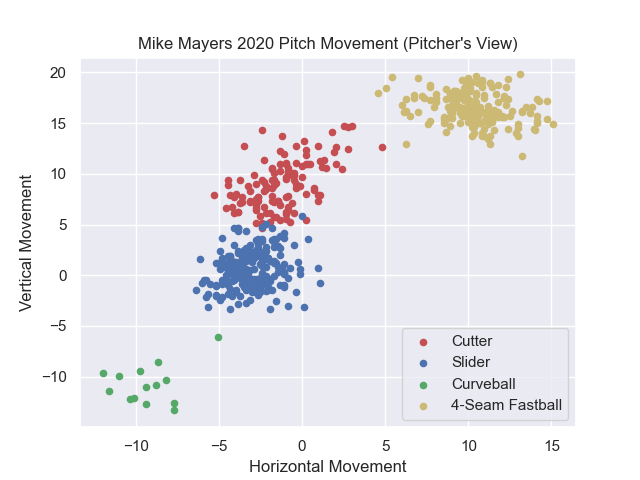 Mike Mayers 2020 Pitch Movement (Pitcher's View)
20
15
10
5
0
−5
−10
Vertical Movement
−10
−5
0
5
10
15
Horizontal Movement
Cutter
Slider
Curveball
4-Seam Fastball